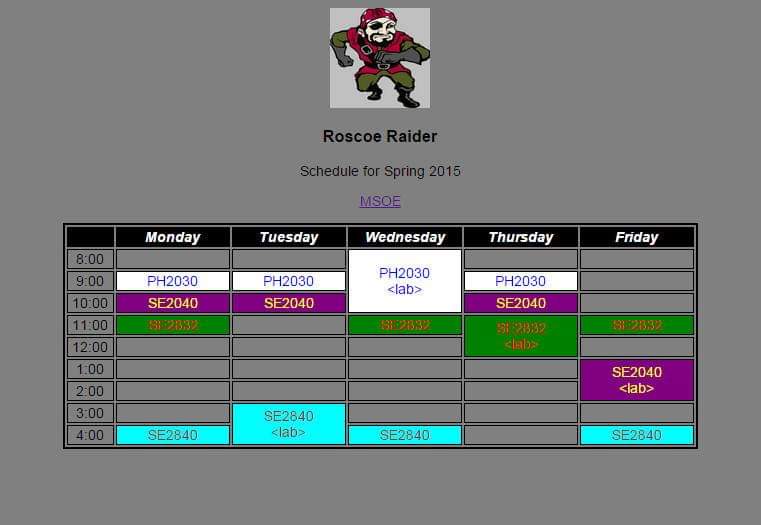 Roscoe Raider
Schedule for Spring 2015
MSOE
Monday Tuesday Wednesday Thursday Friday
8:00
9:00 PH2030 PH2030 PH2030 <lab> PH2030
10:00 SE2040 SE2040 SE2040
11:00 SE2832 SE2832 SE2832 <lab> SE2832
12:00
1:00 SE2040 <lab>
2:00
3:00 SE2840 <lab>
4:00 SE2840 SE2840 SE2840